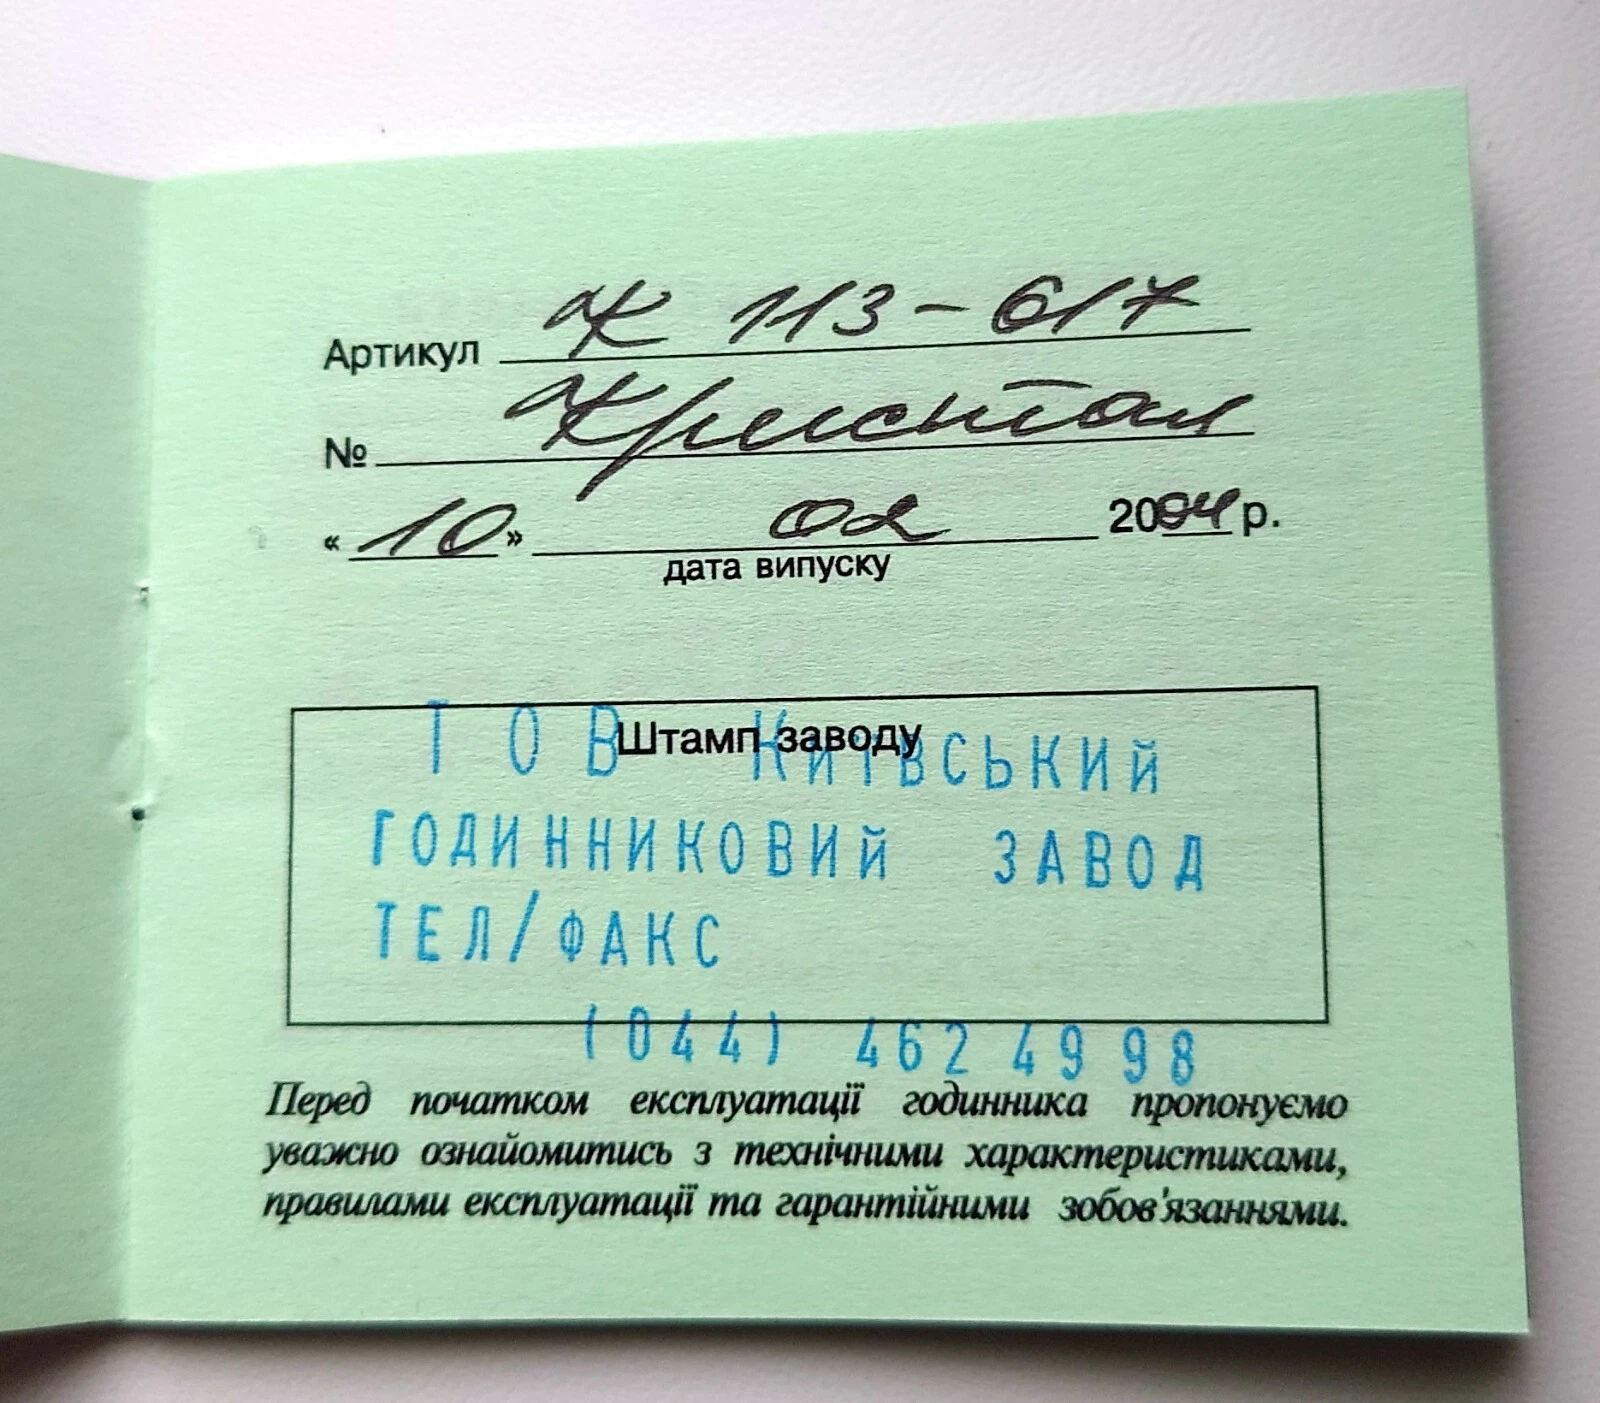 Артикул К 113-617
№ Кристал
« 10 » 02 2004 р.
дата випуску
Штамп заводу
ТОВ Київський
ГОДИННИКОВИЙ ЗАВОД
ТЕЛ/ФАКС
(044) 462 49 98
Перед початком експлуатації годинника пропонуємо
уважно ознайомитись з технічними характеристиками,
правилами експлуатації та гарантійними зобов'язаннями.